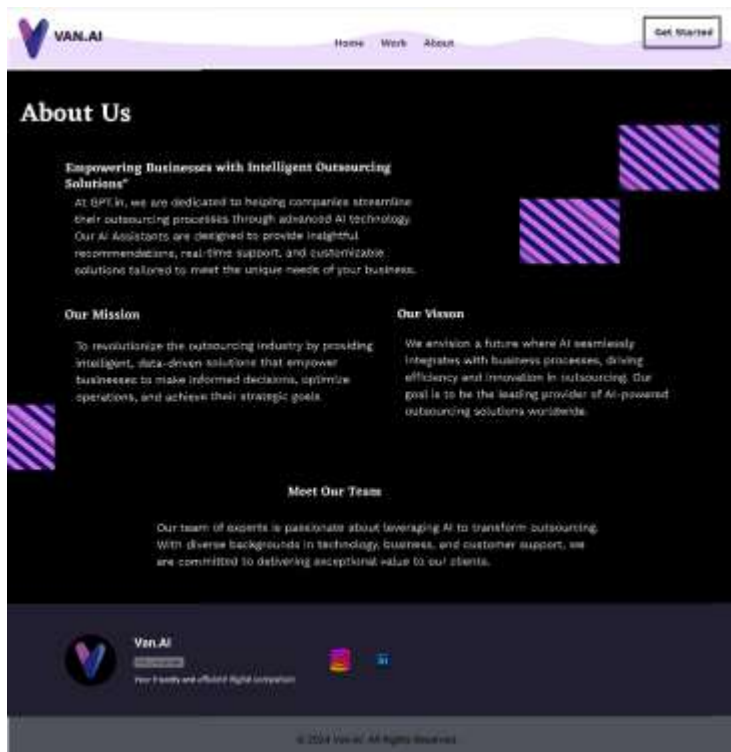 VAN.AI
Home Work About
Get Started
About Us
Empowering Businesses with Intelligent Outsourcing
Solutions"
At GPT.in, we are dedicated to helping companies streamline
their outsourcing processes through advanced AI technology.
Our AI Assistants are designed to provide insightful
recommendations, real-time support, and customizable
solutions tailored to meet the unique needs of your business.
Our Mission
To revolutionize the outsourcing industry by providing
intelligent, data-driven solutions that empower
businesses to make informed decisions, optimize
operations, and achieve their strategic goals.
Our Visson
We envision a future where AI seamlessly
integrates with business processes, driving
efficiency and innovation in outsourcing. Our
goal is to be the leading provider of AI-powered
outsourcing solutions worldwide.
Meet Our Team
Our team of experts is passionate about leveraging AI to transform outsourcing.
With diverse backgrounds in technology, business, and customer support, we
are committed to delivering exceptional value to our clients.
Van.AI
Your friendly and efficient digital companion
© 2024 Van.AI. All Rights Reserved.